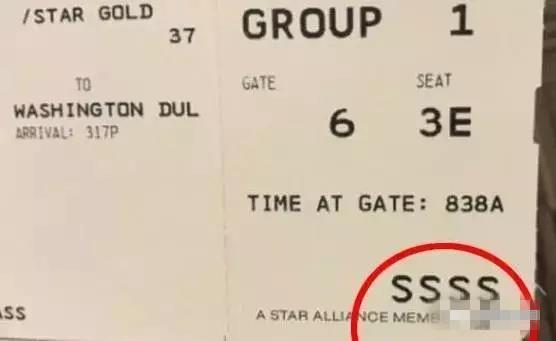 /STAR GOLD
37
TO
WASHINGTON DUL
ARRIVAL: 317P
ASS
GROUP 1
GATE SEAT
6 3E
TIME AT GATE: 838A
SSSS
A STAR ALLIANCE MEMB